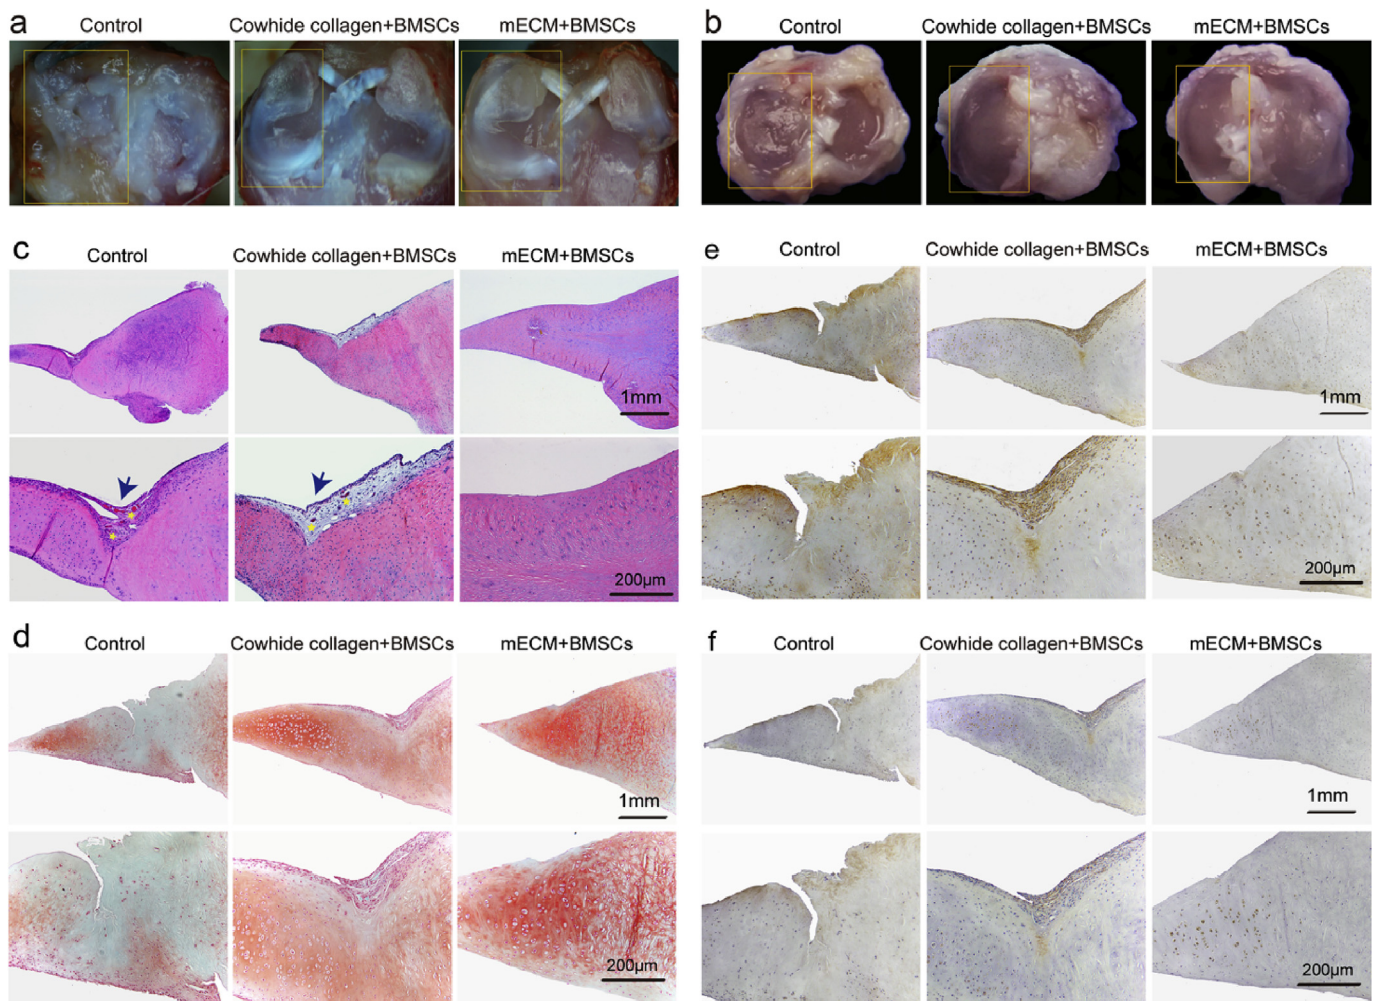 a
Control
Cowhide collagen+BMSCs
mECM+BMSCs
b
Control
Cowhide collagen+BMSCs
mECM+BMSCs
c
Control
Cowhide collagen+BMSCs
mECM+BMSCs
1mm
200μm
d
Control
Cowhide collagen+BMSCs
mECM+BMSCs
1mm
200μm
e
Control
Cowhide collagen+BMSCs
mECM+BMSCs
1mm
200μm
f
Control
Cowhide collagen+BMSCs
mECM+BMSCs
1mm
200μm